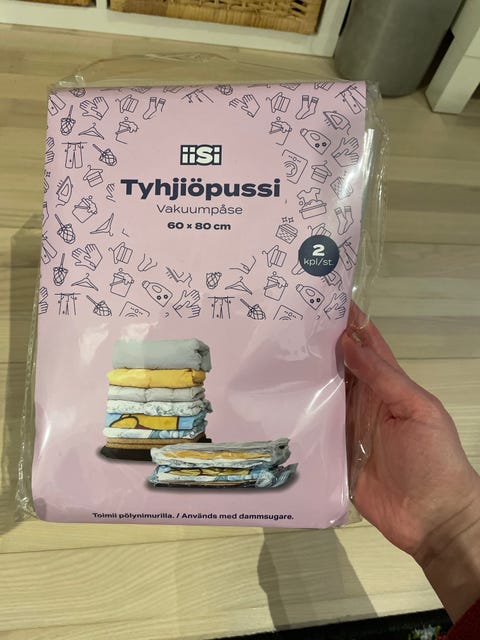 iiSi
Tyhjiöpussi
Vakuumpåse
60 x 80 cm
2
kpl/st.
Toimii pölynimurilla. / Används med dammsugare.